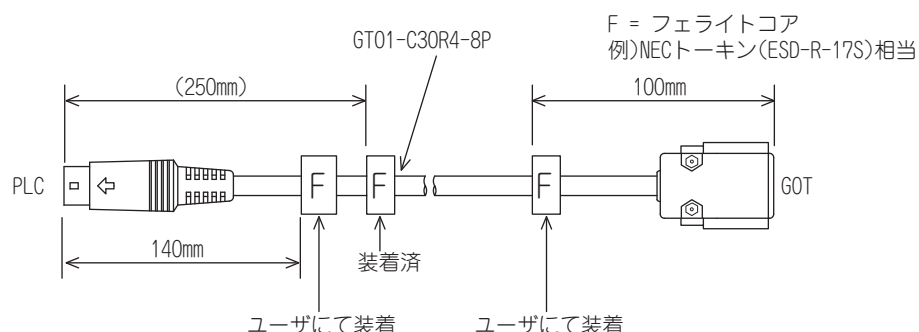 F = フェライトコア
例)NECトーキン(ESD-R-17S)相当
GT01-C30R4-8P
(250mm)
100mm
PLC
F
F
F
GOT
140mm
装着済
ユーザにて装着
ユーザにて装着